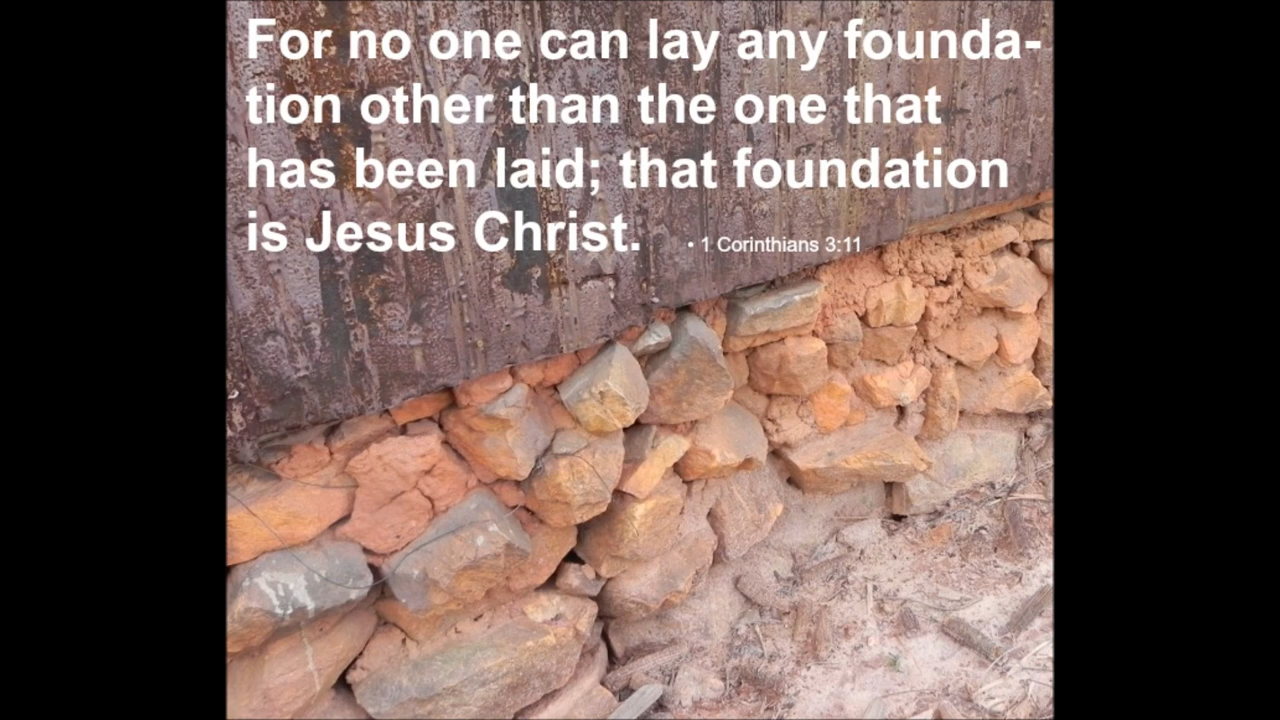 For no one can lay any founda-
tion other than the one that
has been laid; that foundation
is Jesus Christ. • 1 Corinthians 3:11